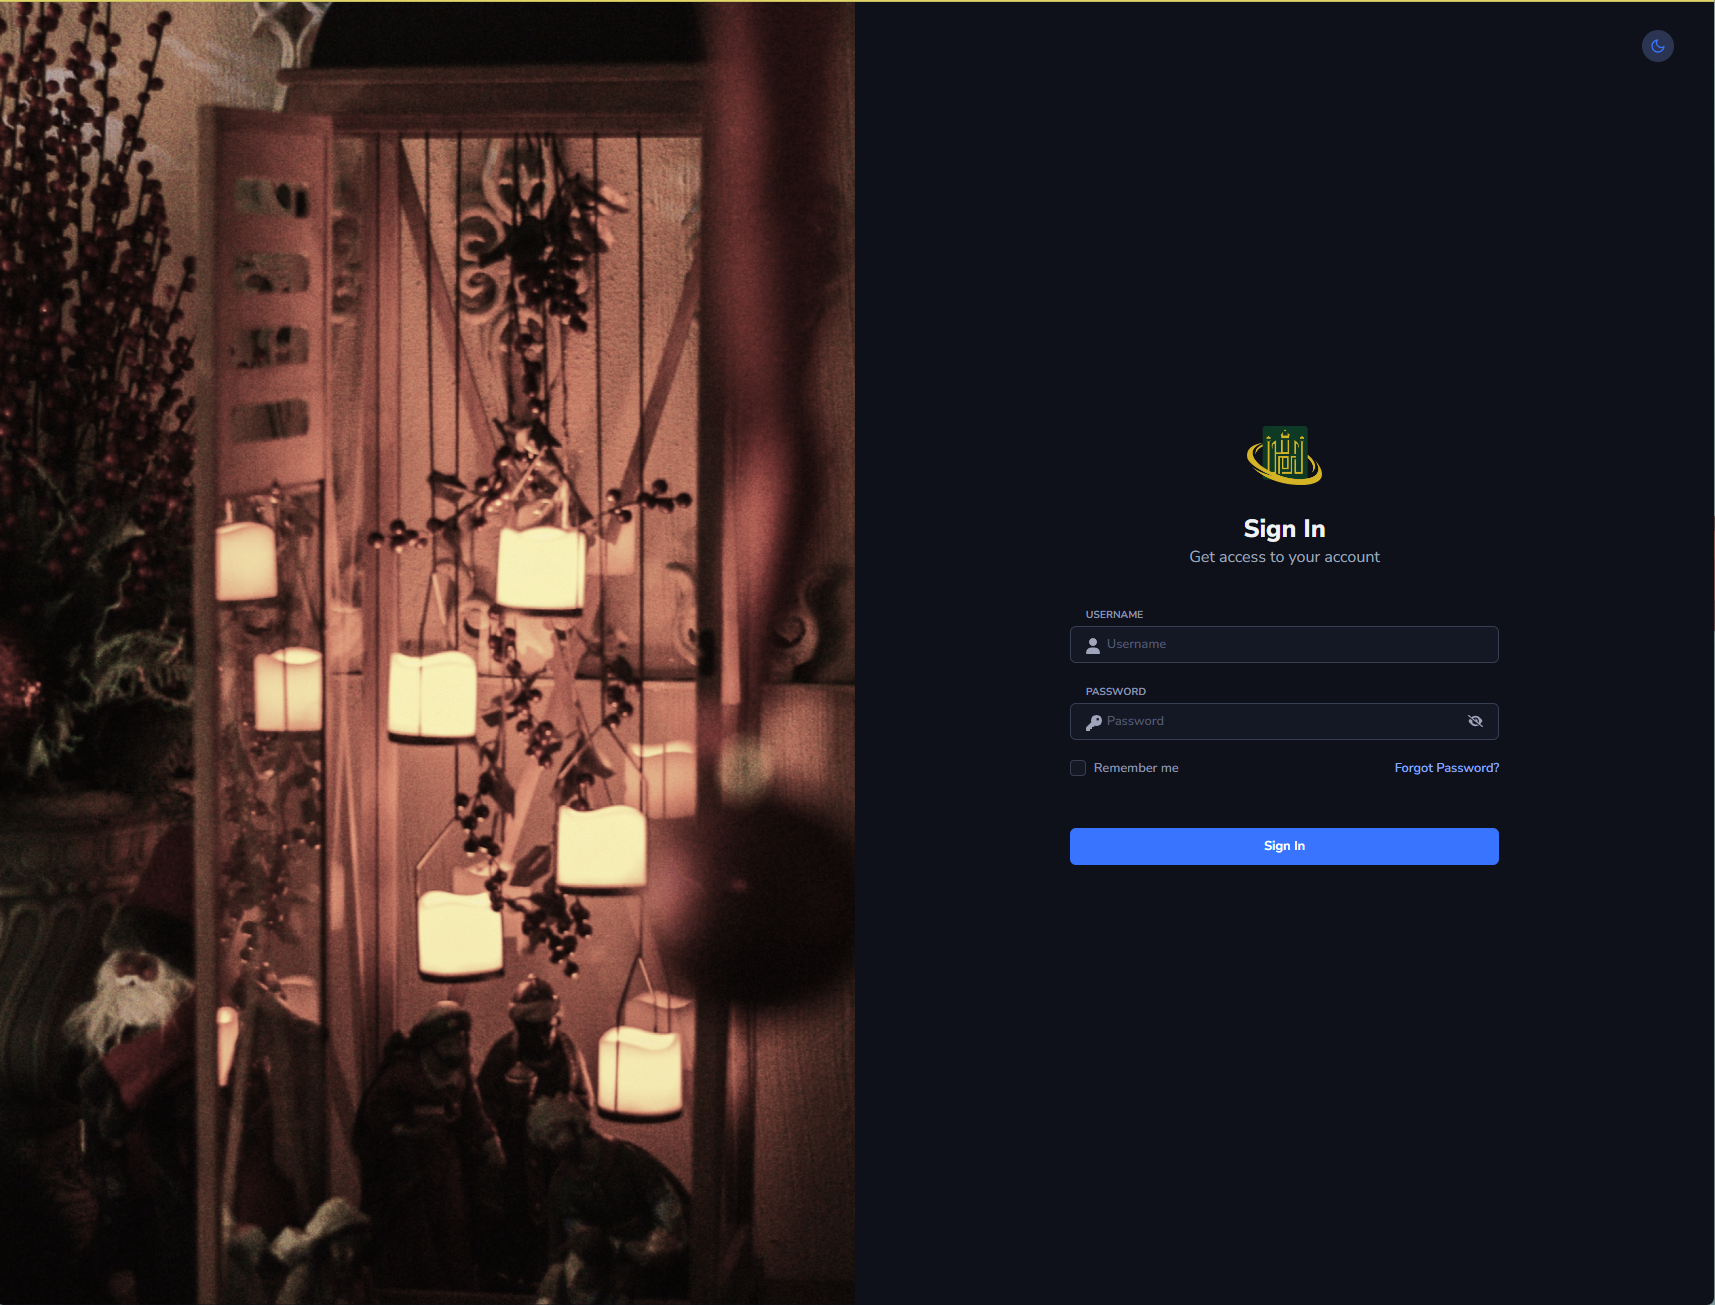 Sign In
Get access to your account
USERNAME
Username
PASSWORD
Password
Remember me
Forgot Password?
Sign In